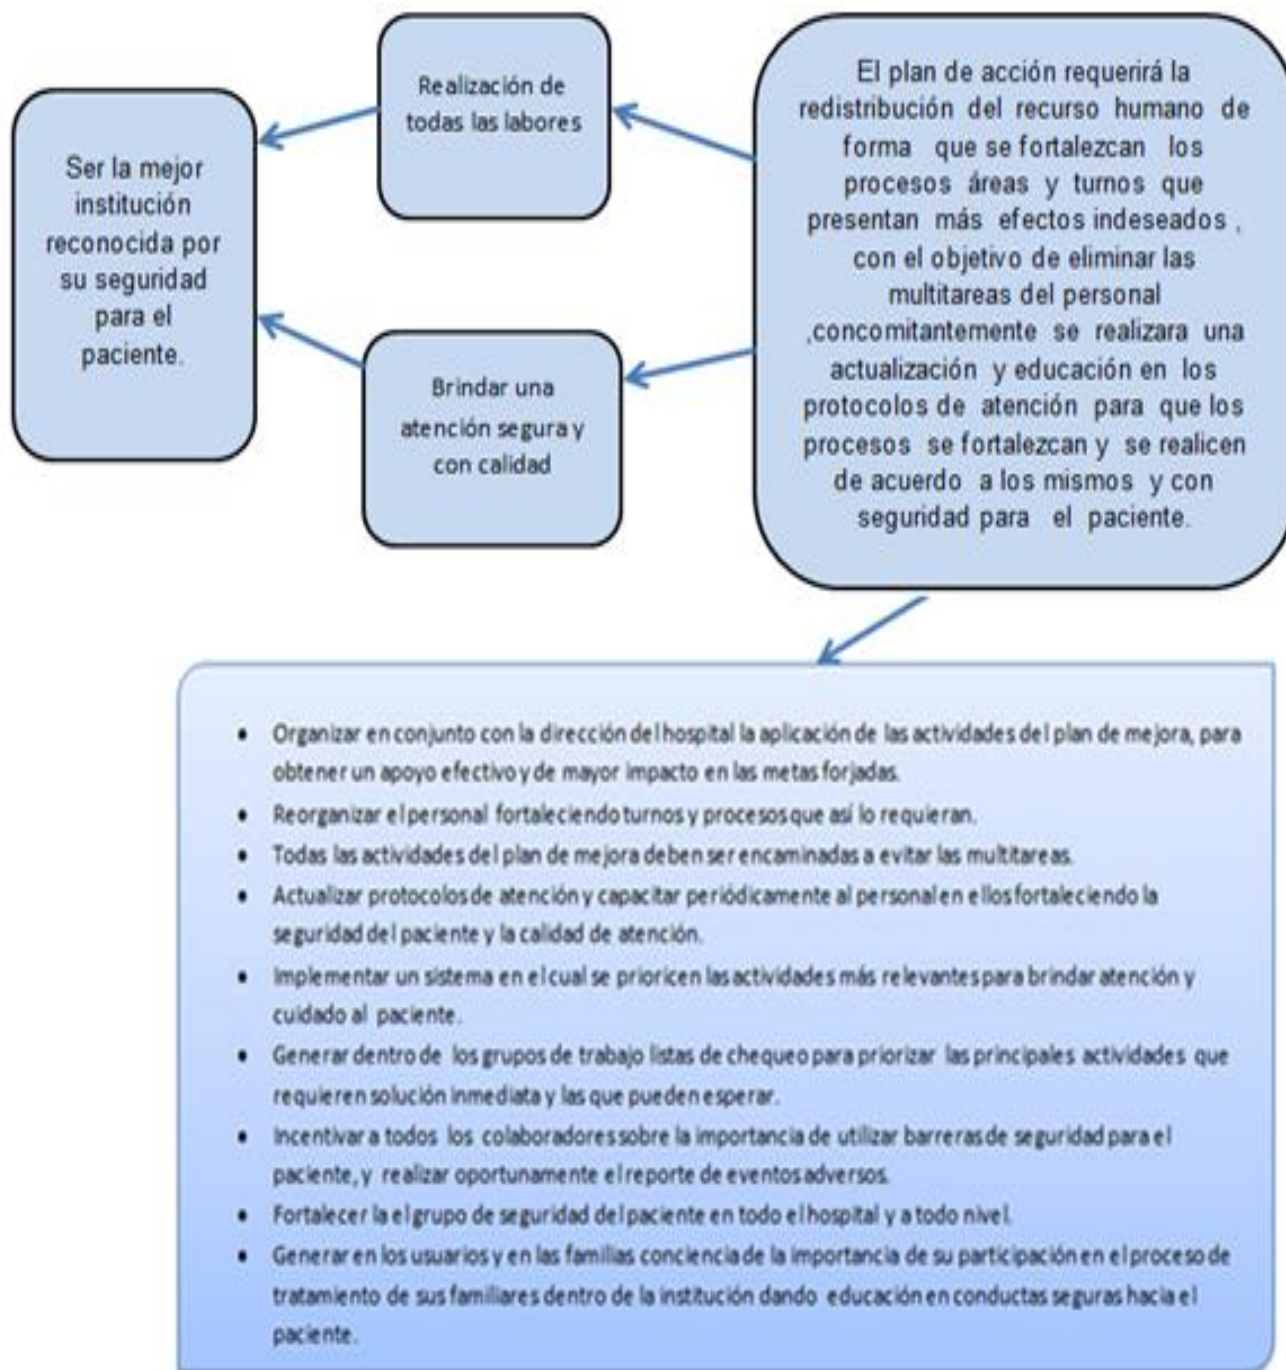 Ser la mejor
institución
reconocida por
su seguridad
para el
paciente.
Realización de
todas las labores
Brindar una
atención segura y
con calidad
El plan de acción requerirá la
redistribución del recurso humano de
forma que se fortalezcan los
procesos áreas y turnos que
presentan más efectos indeseados ,
con el objetivo de eliminar las
multitareas del personal
,concomitantemente se realizara una
actualización y educación en los
protocolos de atención para que los
procesos se fortalezcan y se realicen
de acuerdo a los mismos y con
seguridad para el paciente.
• Organizar en conjunto con la dirección del hospital la aplicación de las actividades del plan de mejora, para
obtener un apoyo efectivo y de mayor impacto en las metas forjadas.
• Reorganizar el personal fortaleciendo turnos y procesos que así lo requieran.
• Todas las actividades del plan de mejora deben ser encaminadas a evitar las multitareas.
• Actualizar protocolos de atención y capacitar periódicamente al personal en ellos fortaleciendo la
seguridad del paciente y la calidad de atención.
• Implementar un sistema en el cual se prioricen las actividades más relevantes para brindar atención y
cuidado al paciente.
• Generar dentro de los grupos de trabajo listas de chequeo para priorizar las principales actividades que
requieren solución inmediata y las que pueden esperar.
• Incentivar a todos los colaboradores sobre la importancia de utilizar barreras de seguridad para el
paciente, y realizar oportunamente el reporte de eventos adversos.
• Fortalecer la el grupo de seguridad del paciente en todo el hospital y a todo nivel.
• Generar en los usuarios y en las familias conciencia de la importancia de su participación en el proceso de
tratamiento de sus familiares dentro de la institución dando educación en conductas seguras hacia el
paciente.